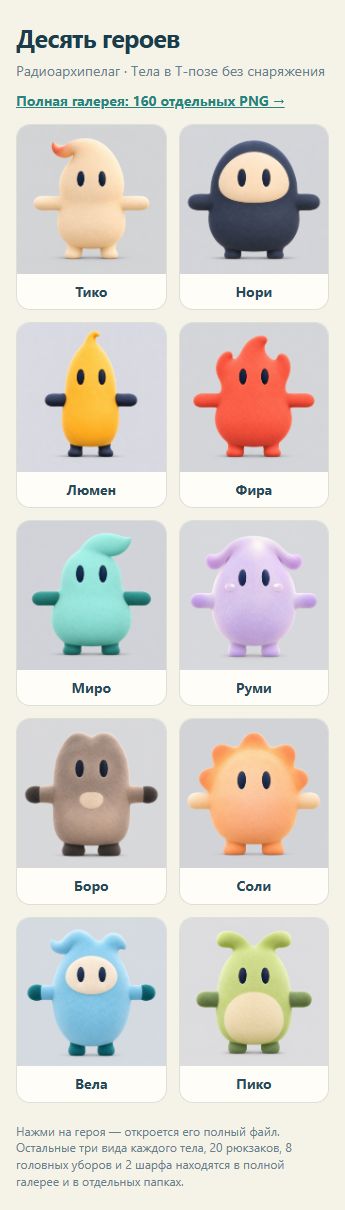 Десять героев
Радиоархипелаг · Тела в Т-позе без снаряжения
Полная галерея: 160 отдельных PNG →
Тико
Нори
Люмен
Фира
Миро
Руми
Боро
Соли
Вела
Пико
Нажми на героя — откроется его полный файл.
Остальные три вида каждого тела, 20 рюкзаков, 8
головных уборов и 2 шарфа находятся в полной
галерее и в отдельных папках.